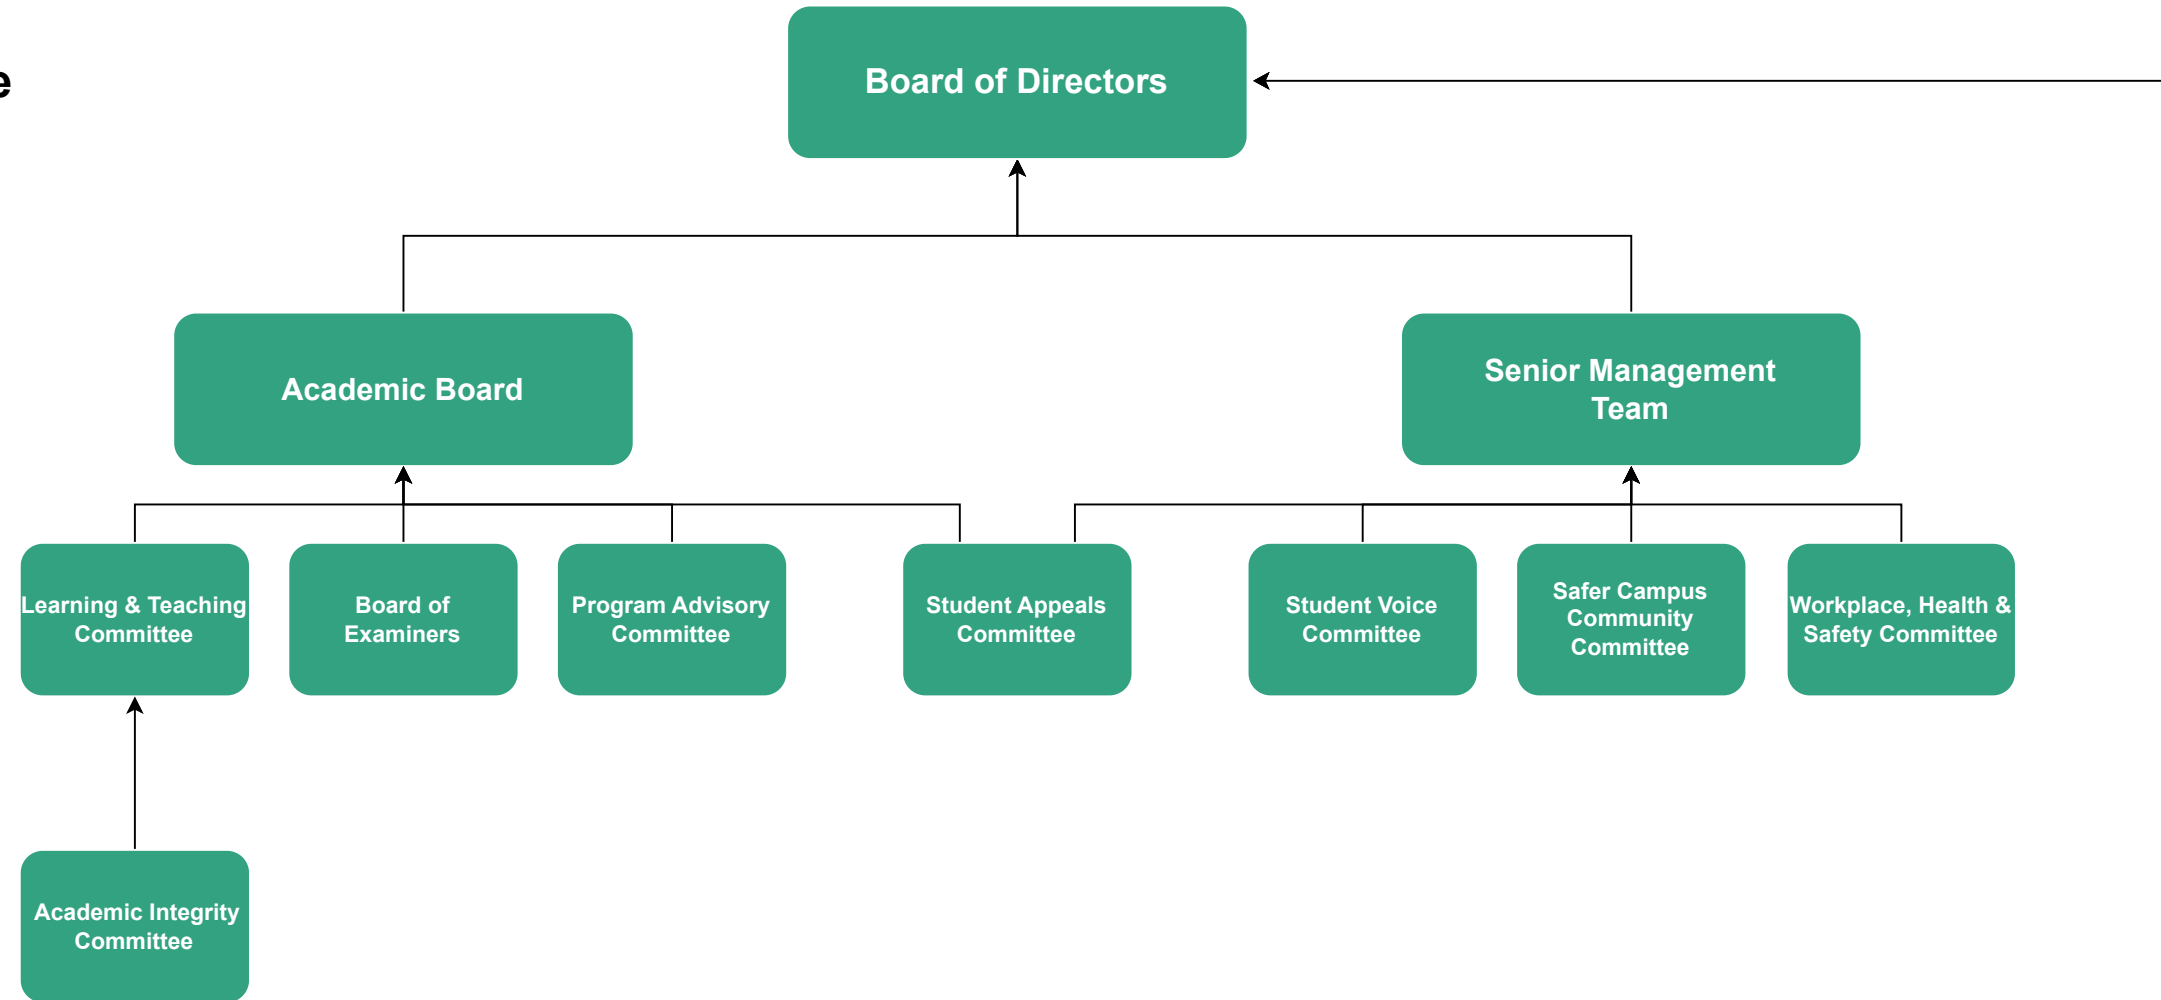 Board of Directors
Academic Board
Senior Management
Team
Learning & Teaching
Committee
Board of
Examiners
Program Advisory
Committee
Student Appeals
Committee
Student Voice
Committee
Safer Campus
Community
Committee
Workplace, Health &
Safety Committee
Academic Integrity
Committee